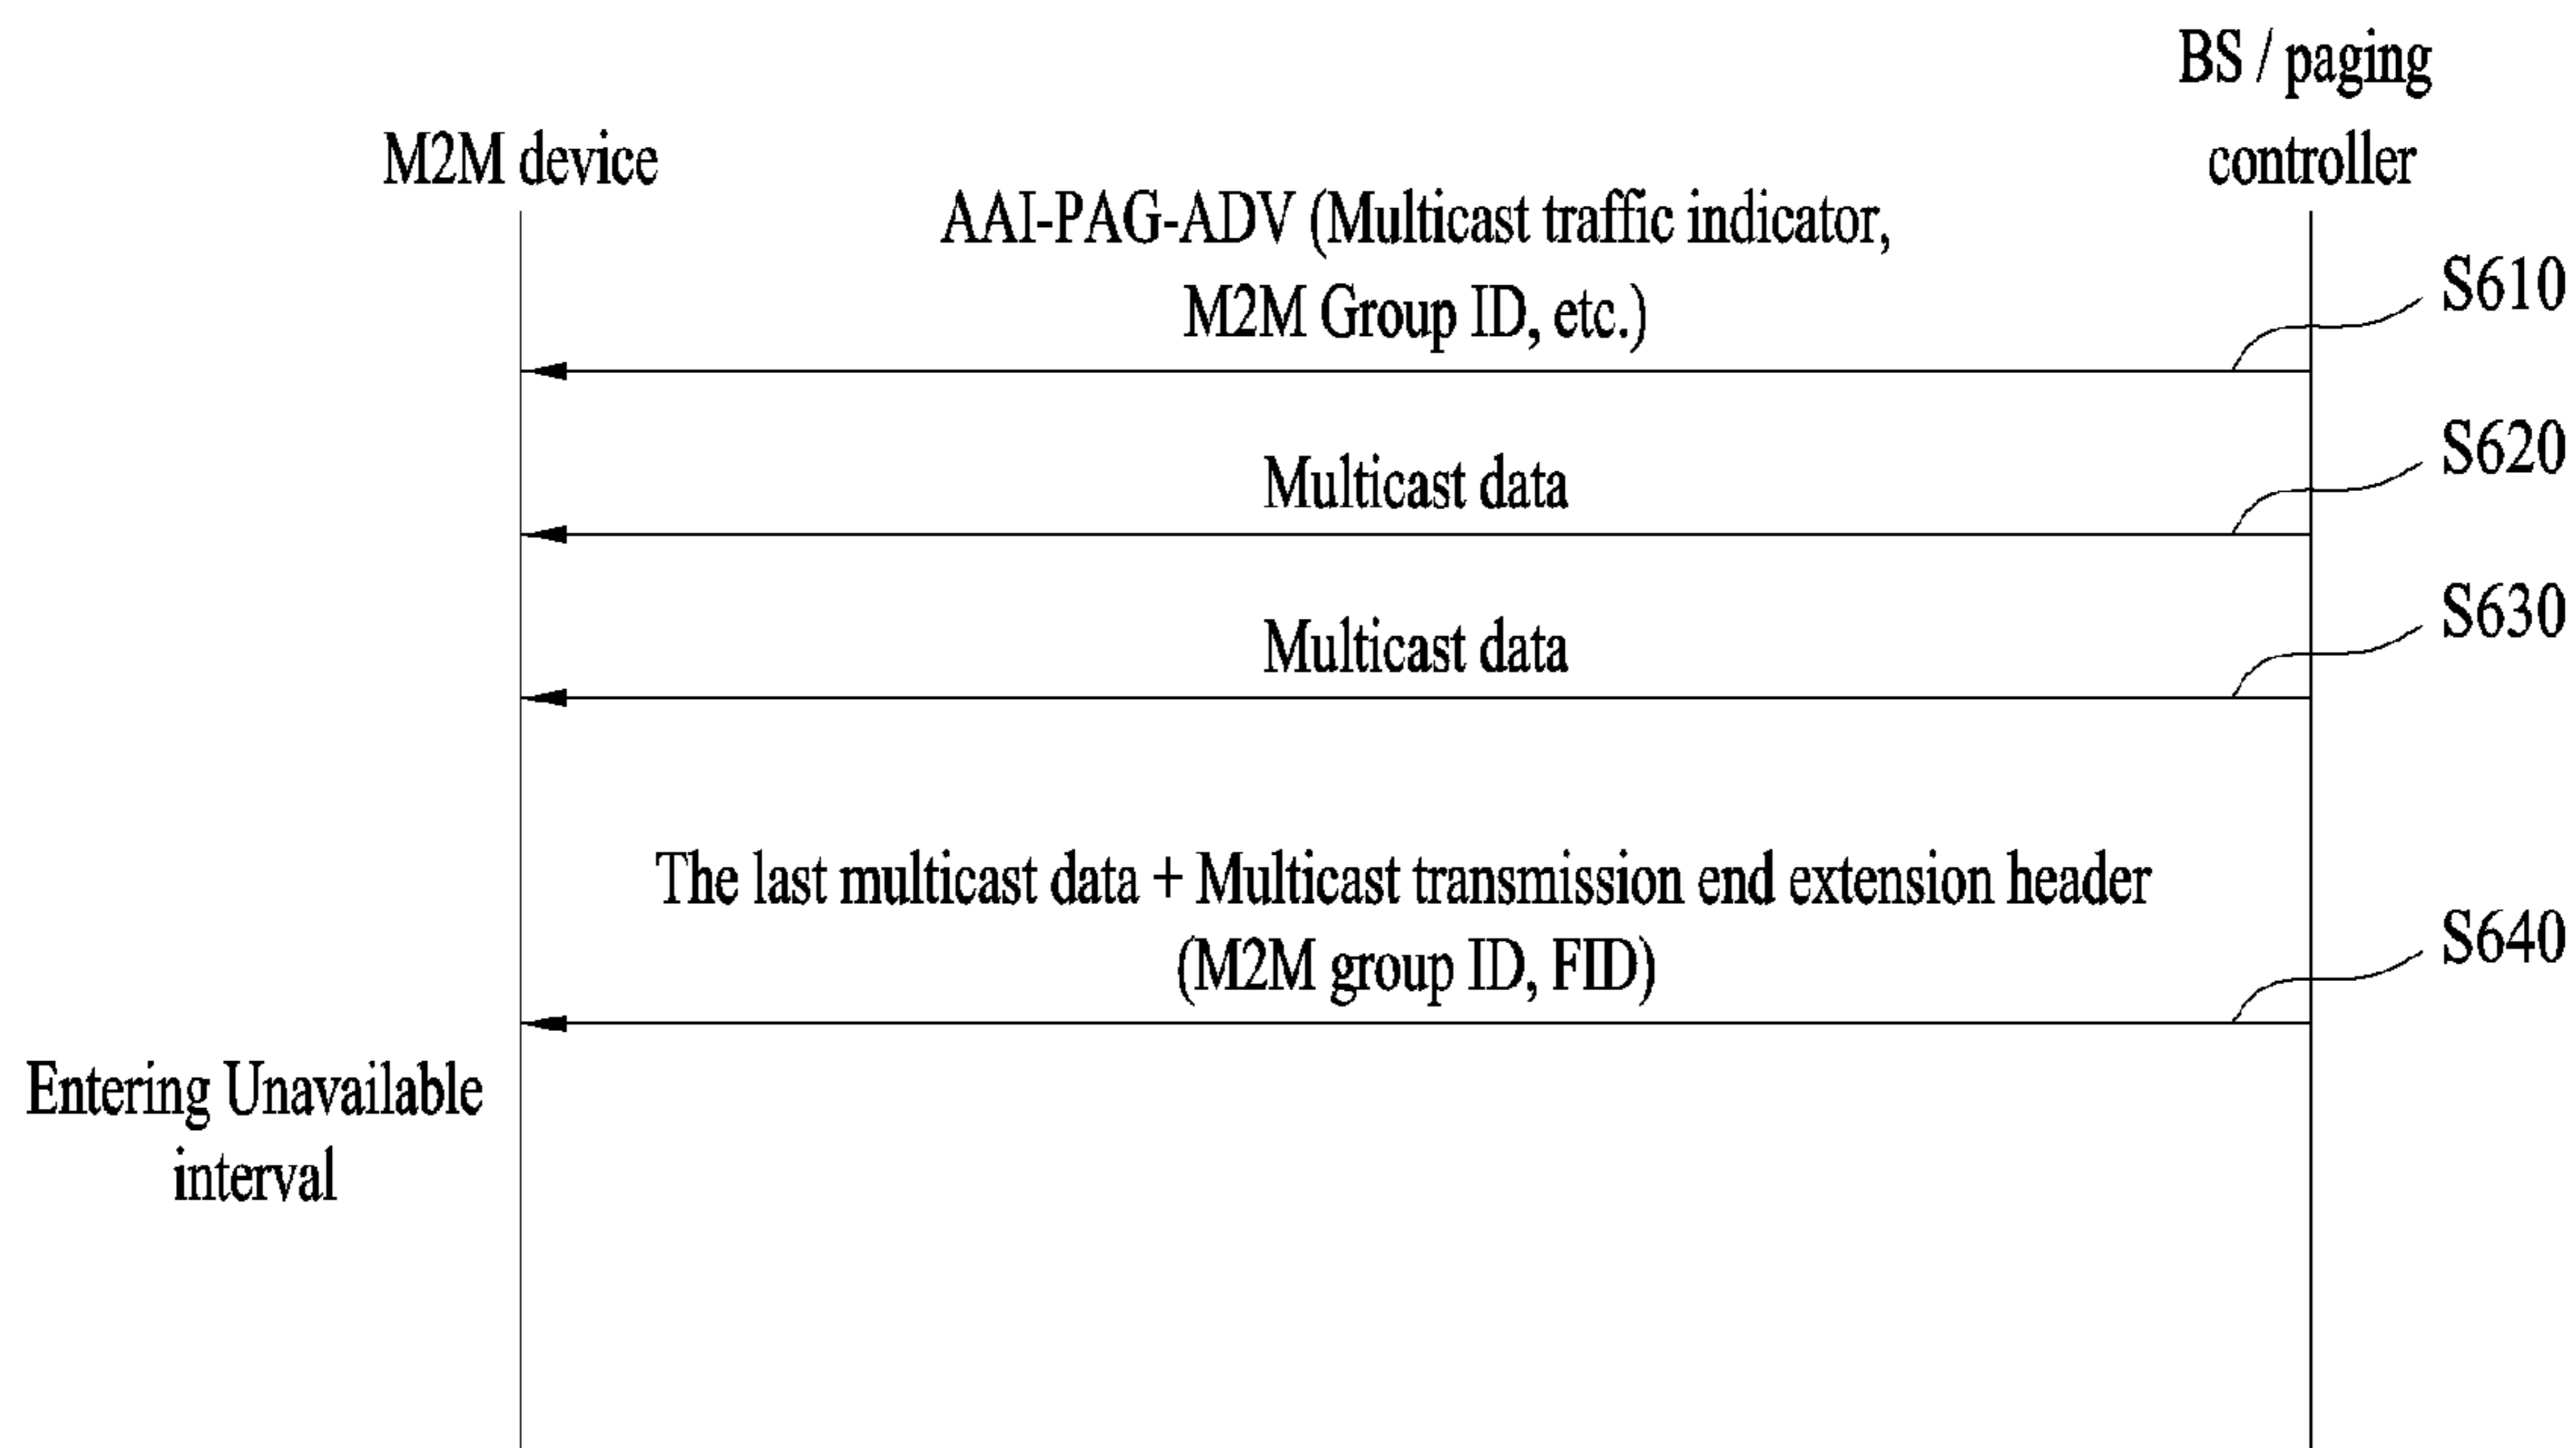 BS / paging
controller
M2M device
AAI-PAG-ADV (Multicast traffic indicator,
M2M Group ID, etc.)
S610
Multicast data
S620
Multicast data
S630
The last multicast data + Multicast transmission end extension header
(M2M group ID, FID)
S640
Entering Unavailable
interval